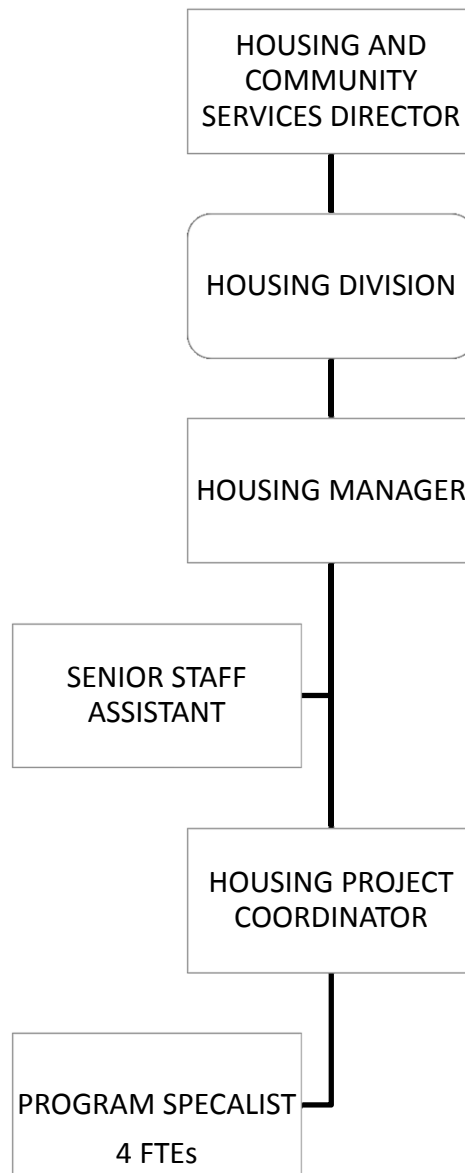 HOUSING AND
COMMUNITY
SERVICES DIRECTOR
HOUSING DIVISION
HOUSING MANAGER
SENIOR STAFF
ASSISTANT
HOUSING PROJECT
COORDINATOR
PROGRAM SPECALIST
4 FTEs